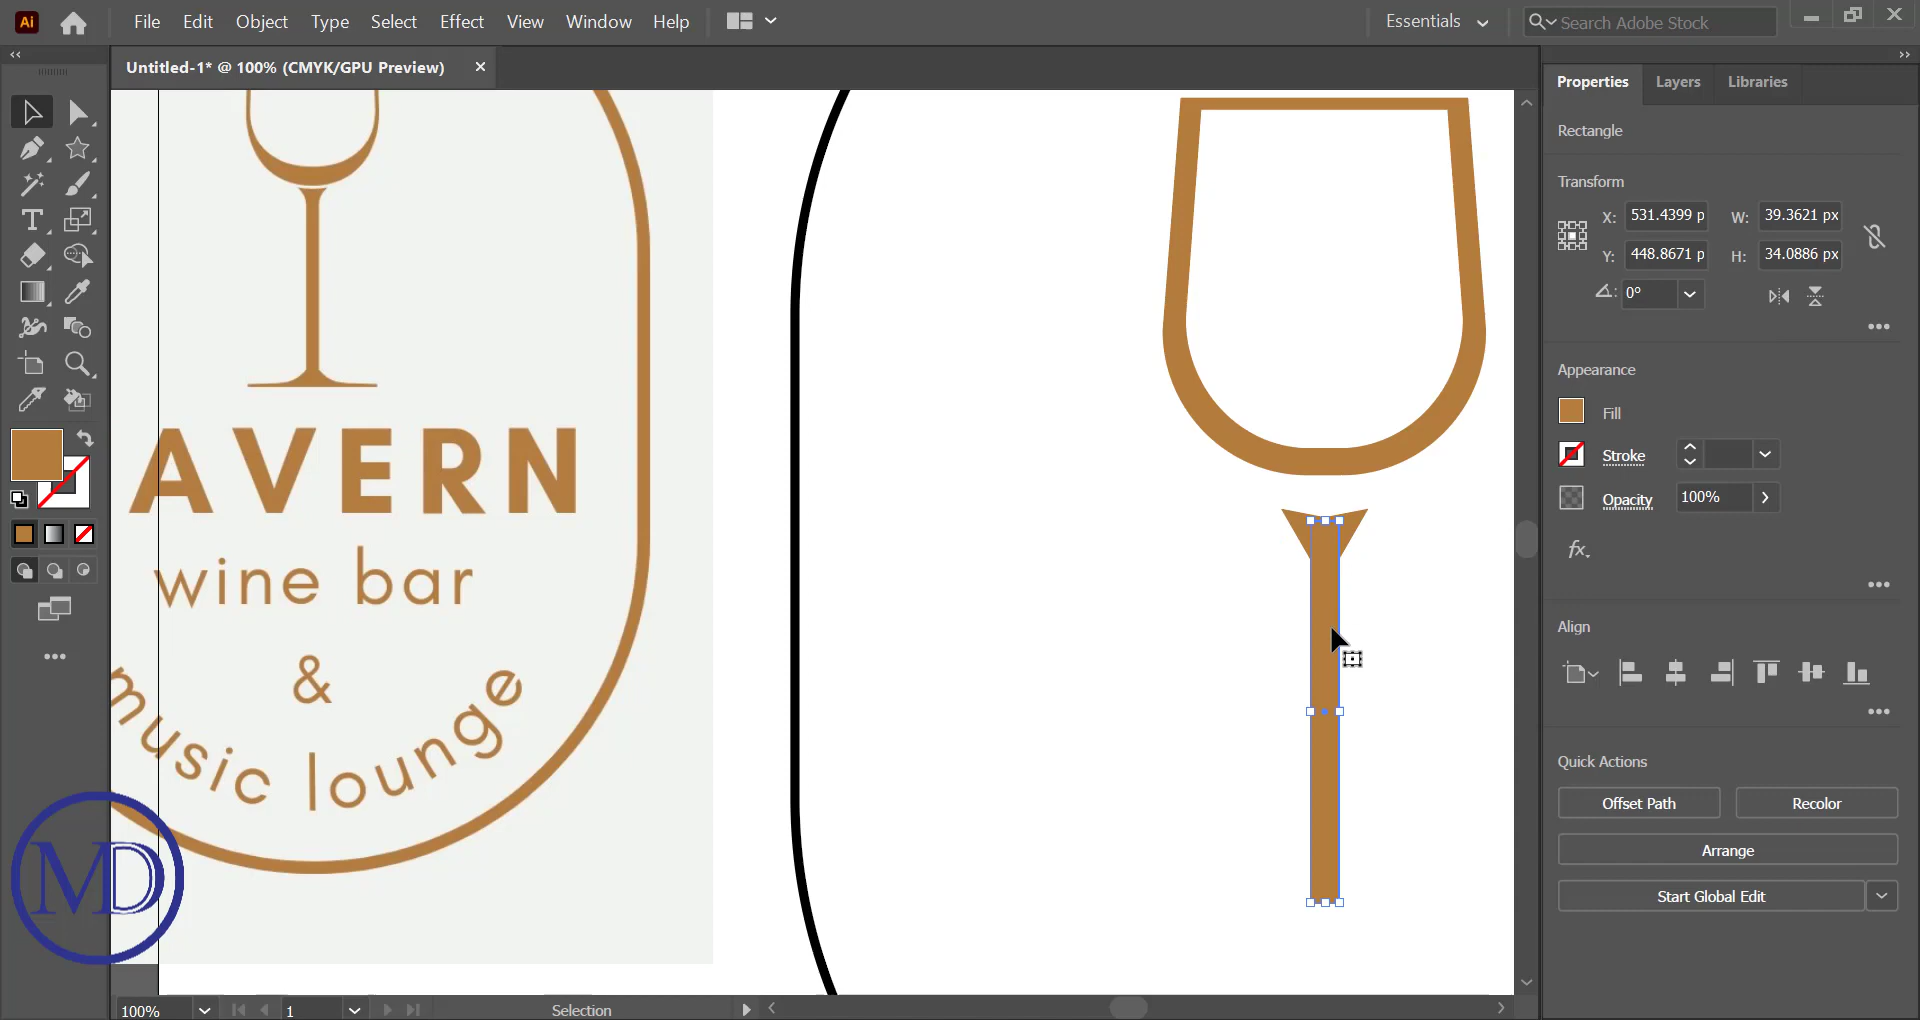 Ai
File Edit Object Type Select Effect View Window Help
Essentials
Search Adobe Stock
Untitled-1* @ 100% (CMYK/GPU Preview)
Properties Layers Libraries
Rectangle
Transform
X: 531.4399 p W: 39.3621 px
Y: 448.8671 p H: 34.0886 px
0°
Appearance
Fill
Stroke
Opacity 100%
fx.
Align
Quick Actions
Offset Path Recolor
Arrange
Start Global Edit
AVERN
wine bar
&
music lounge
MD
100% 1 Selection